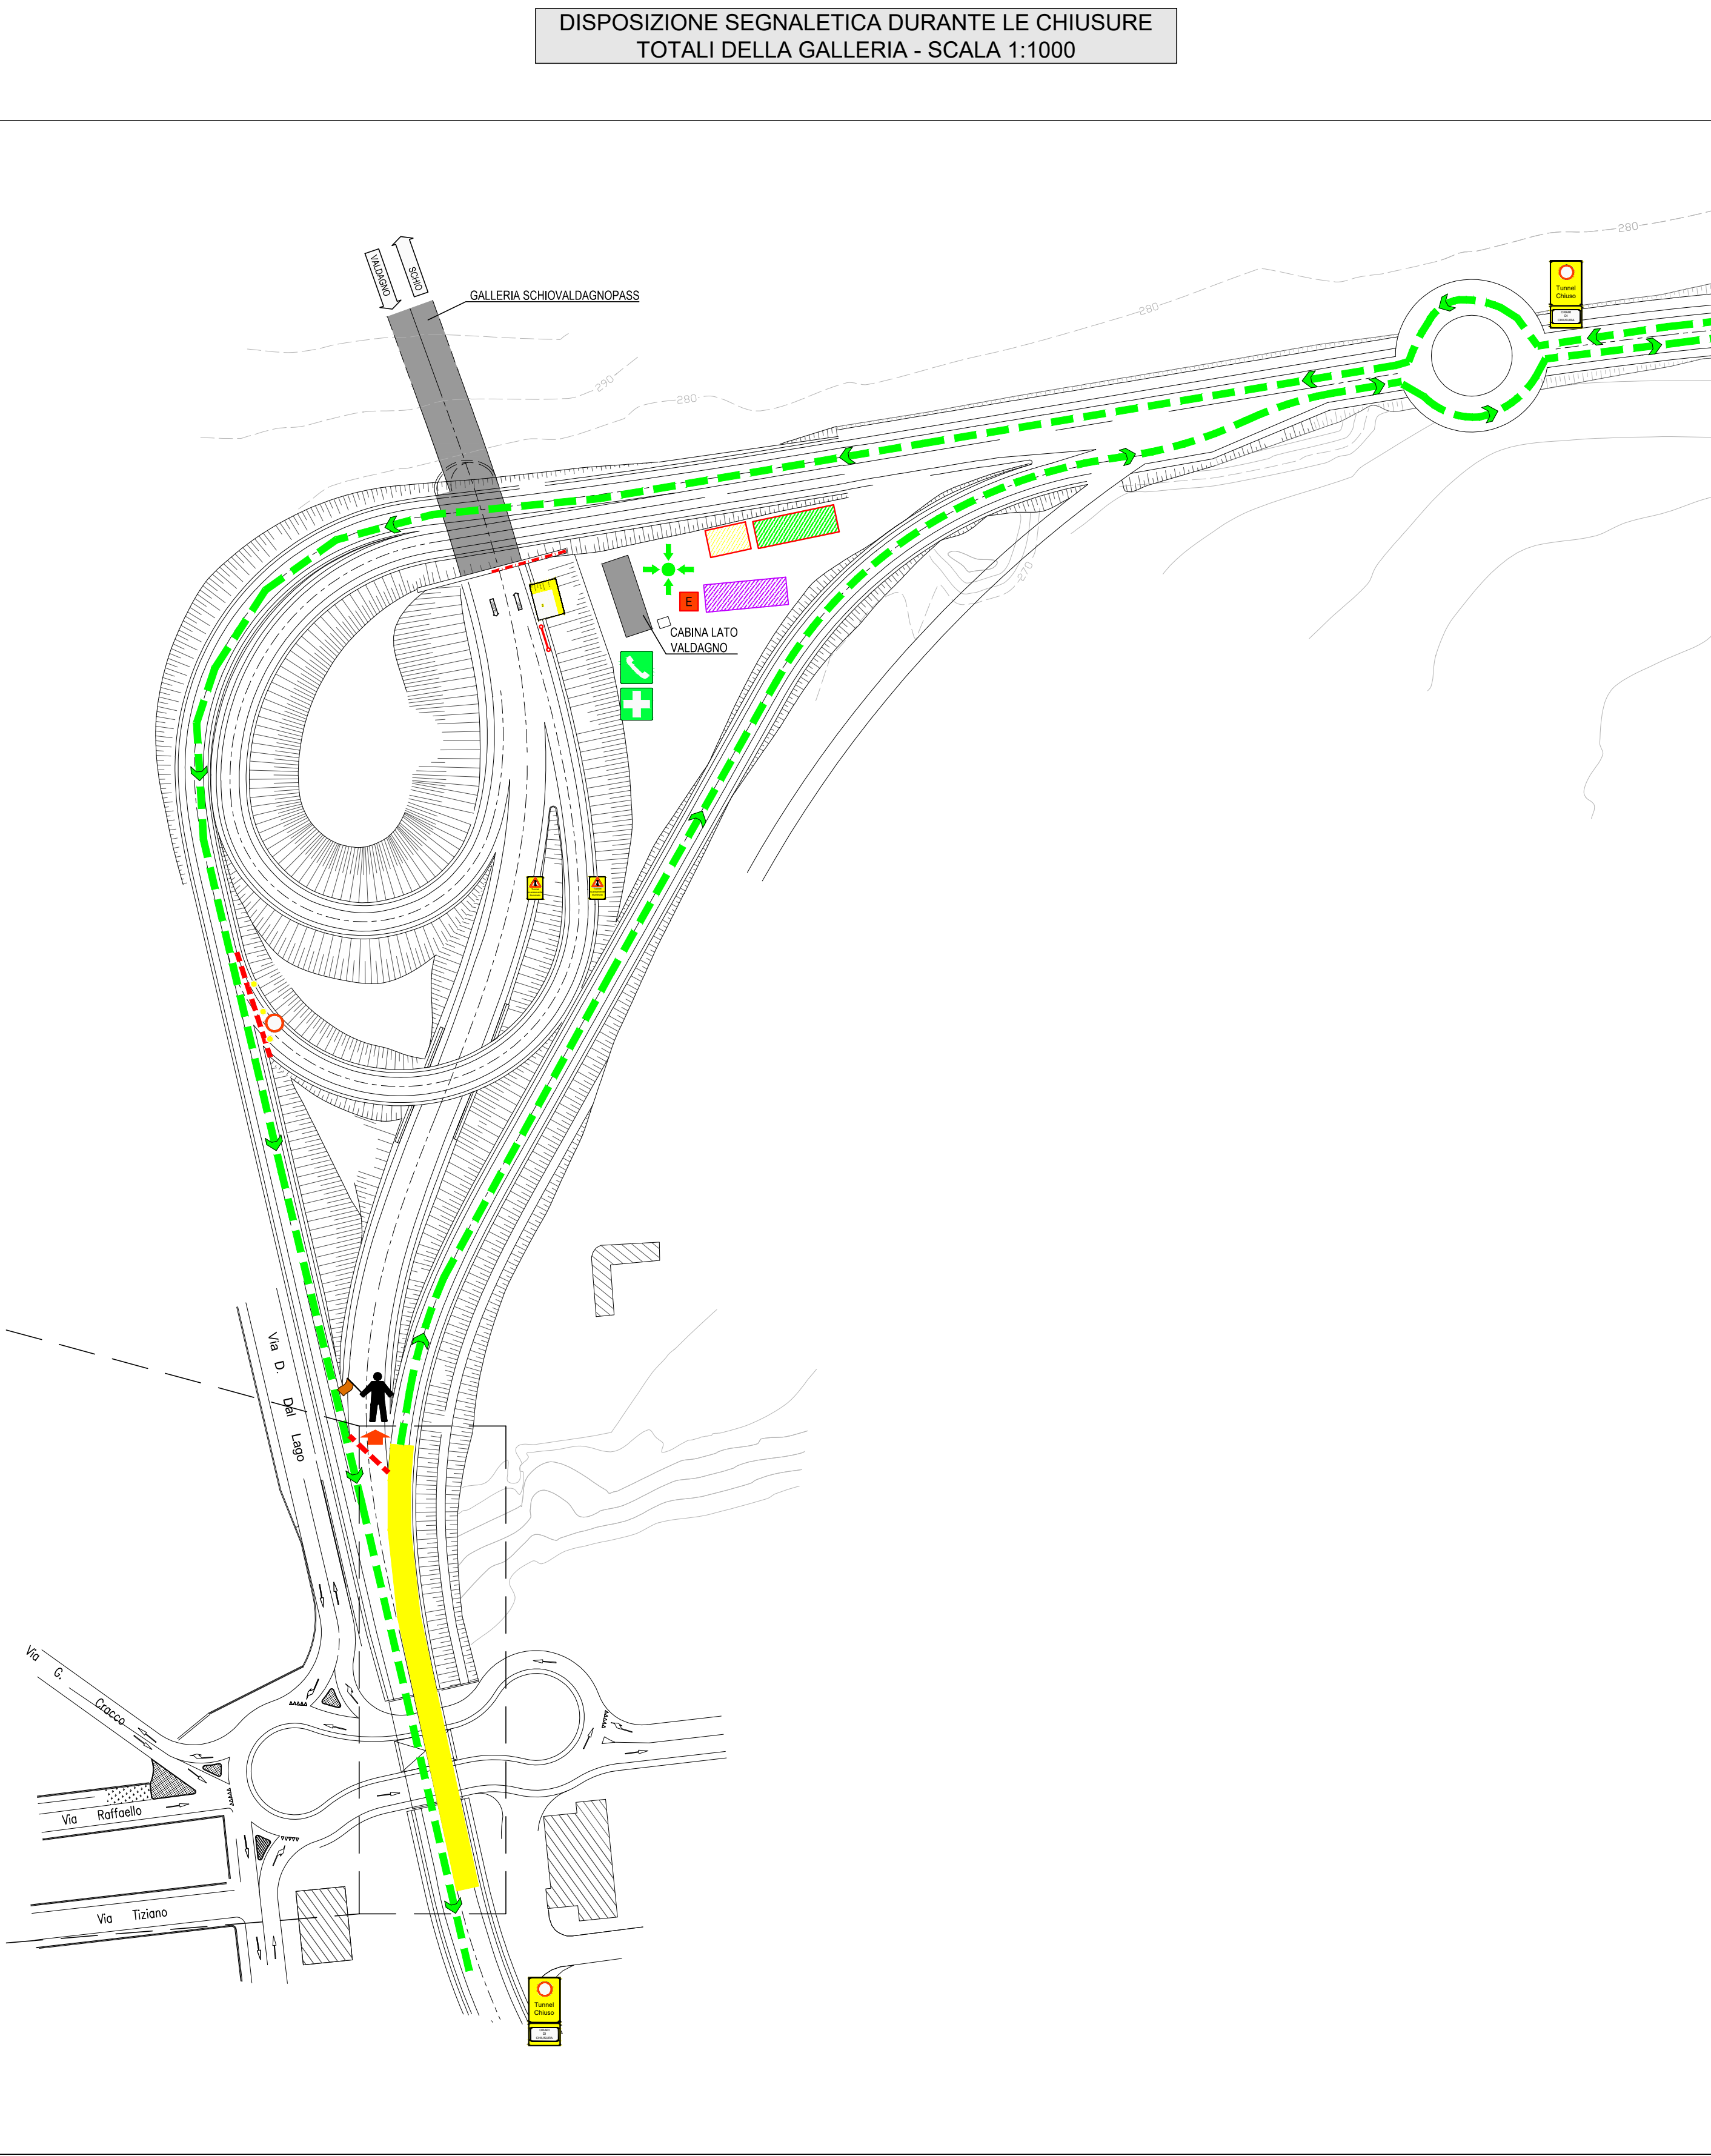 DISPOSIZIONE SEGNALETICA DURANTE LE CHIUSURE
TOTALI DELLA GALLERIA - SCALA 1:1000
280
VALDAGNO
SCHIO
GALLERIA SCHIOVALDAGNOPASS
Tunnel
Chiuso
280
290
280
270
E
CABINA LATO
VALDAGNO
Via D. Dal Lago
Via G. Cracco
Via Raffaello
Via Tiziano
Tunnel
Chiuso